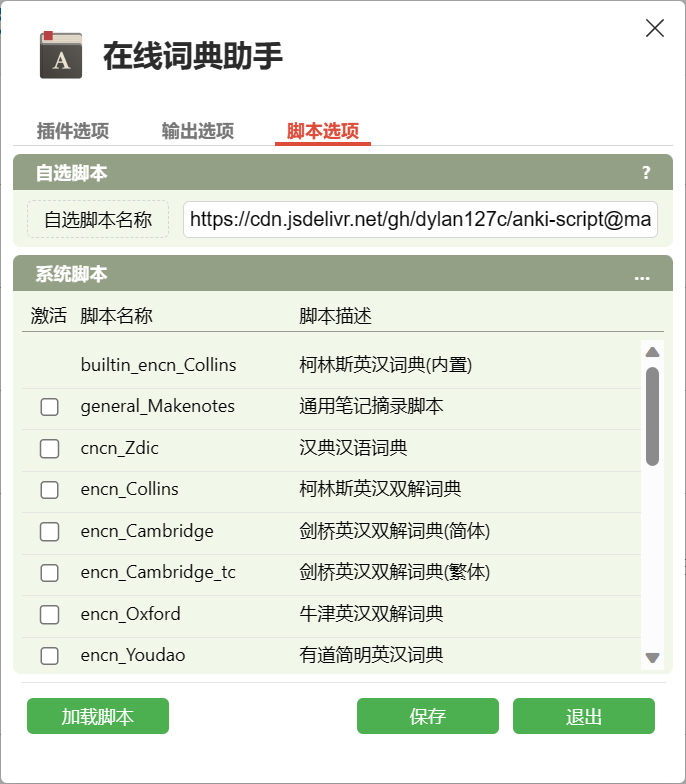 A
在线词典助手
插件选项 输出选项 脚本选项
自选脚本 ?
自选脚本名称 https://cdn.jsdelivr.net/gh/dylan127c/anki-script@ma
系统脚本 ...
激活 脚本名称 脚本描述
builtin_encn_Collins 柯林斯英汉词典(内置)
general_Makenotes 通用笔记摘录脚本
cncn_Zdic 汉典汉语词典
encn_Collins 柯林斯英汉双解词典
encn_Cambridge 剑桥英汉双解词典(简体)
encn_Cambridge_tc 剑桥英汉双解词典(繁体)
encn_Oxford 牛津英汉双解词典
encn_Youdao 有道简明英汉词典
加载脚本 保存 退出